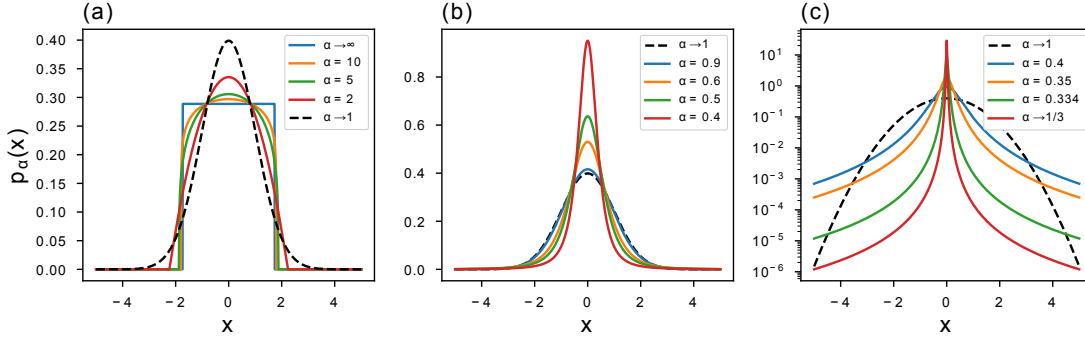 (a)
0.40
0.35
0.30
0.25
0.20
0.15
0.10
0.05
0.00
pα(x)
α →∞
α = 10
α = 5
α = 2
α →1
−4 −2 0 2 4
x
(b)
0.8
0.6
0.4
0.2
0.0
α →1
α = 0.9
α = 0.6
α = 0.5
α = 0.4
−4 −2 0 2 4
x
(c)
10¹
10⁰
10⁻¹
10⁻²
10⁻³
10⁻⁴
10⁻⁵
10⁻⁶
α →1
α = 0.4
α = 0.35
α = 0.334
α →1/3
−4 −2 0 2 4
x